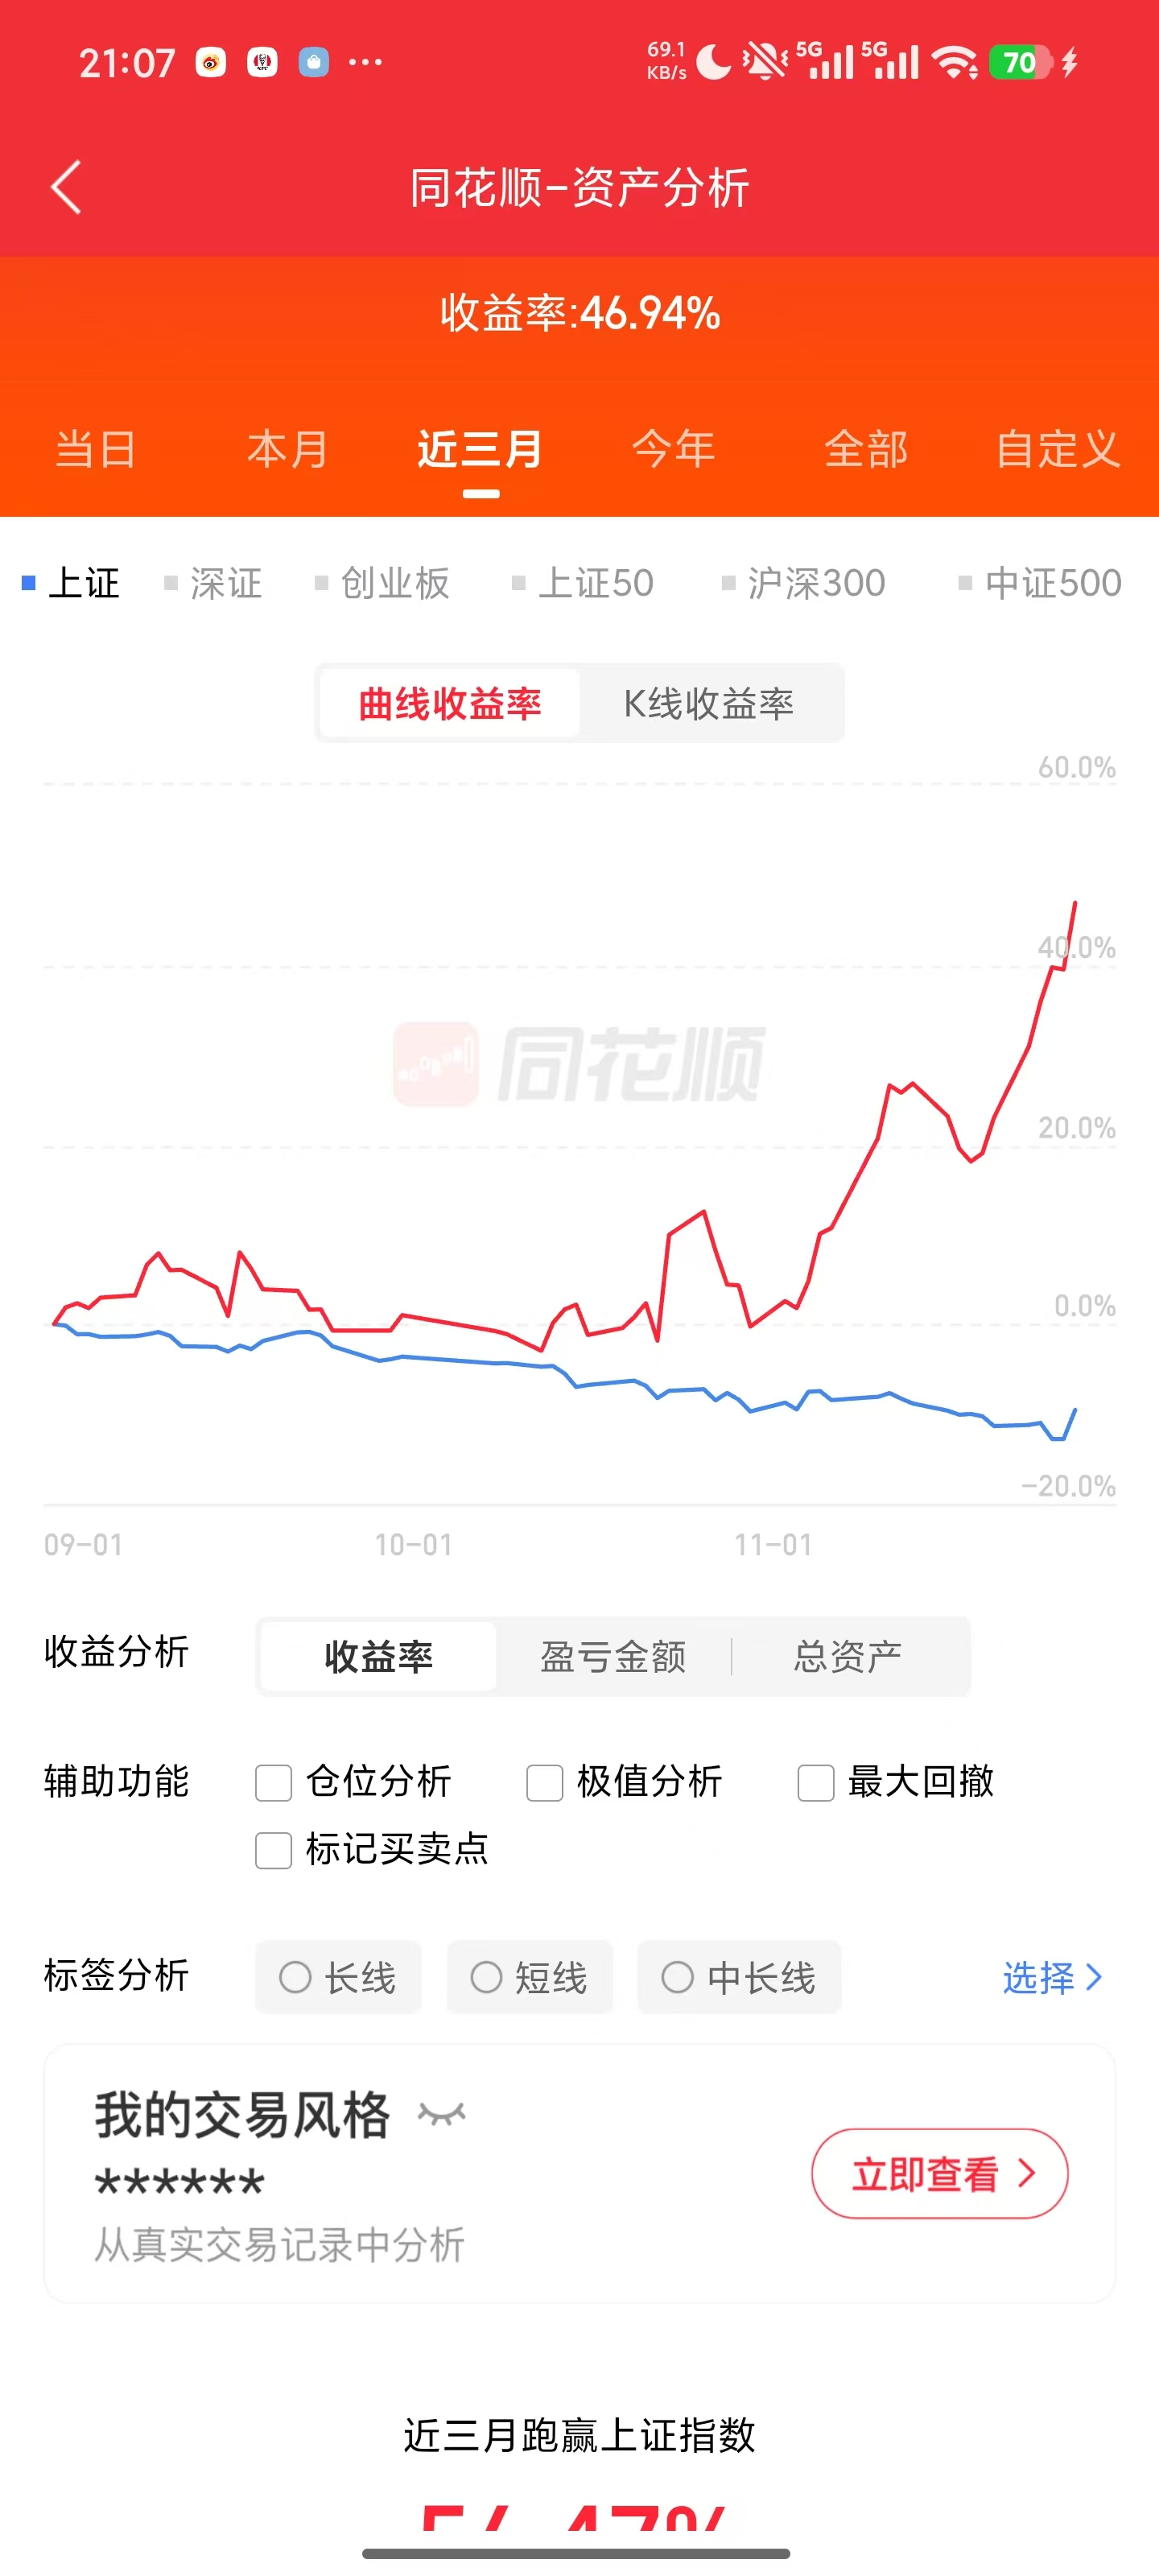 21:07
69.1 KB/s 5G 5G 70
同花顺-资产分析
收益率:46.94%
当日 本月 近三月 今年 全部 自定义
上证 深证 创业板 上证50 沪深300 中证500
曲线收益率 K线收益率
60.0%
40.0%
同花顺
20.0%
0.0%
-20.0%
09-01 10-01 11-01
收益分析 收益率 盈亏金额 总资产
辅助功能 仓位分析 极值分析 最大回撤
标记买卖点
标签分析 长线 短线 中长线 选择
我的交易风格
******
立即查看
从真实交易记录中分析
近三月跑赢上证指数